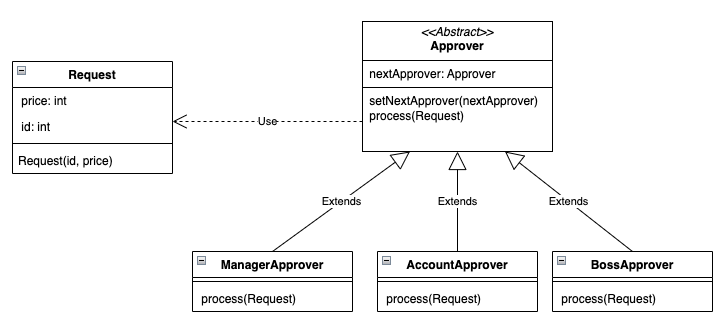 <<Abstract>>
Approver
nextApprover: Approver
setNextApprover(nextApprover)
process(Request)
Request
price: int
id: int
Request(id, price)
Use
Extends
Extends
Extends
ManagerApprover
process(Request)
AccountApprover
process(Request)
BossApprover
process(Request)